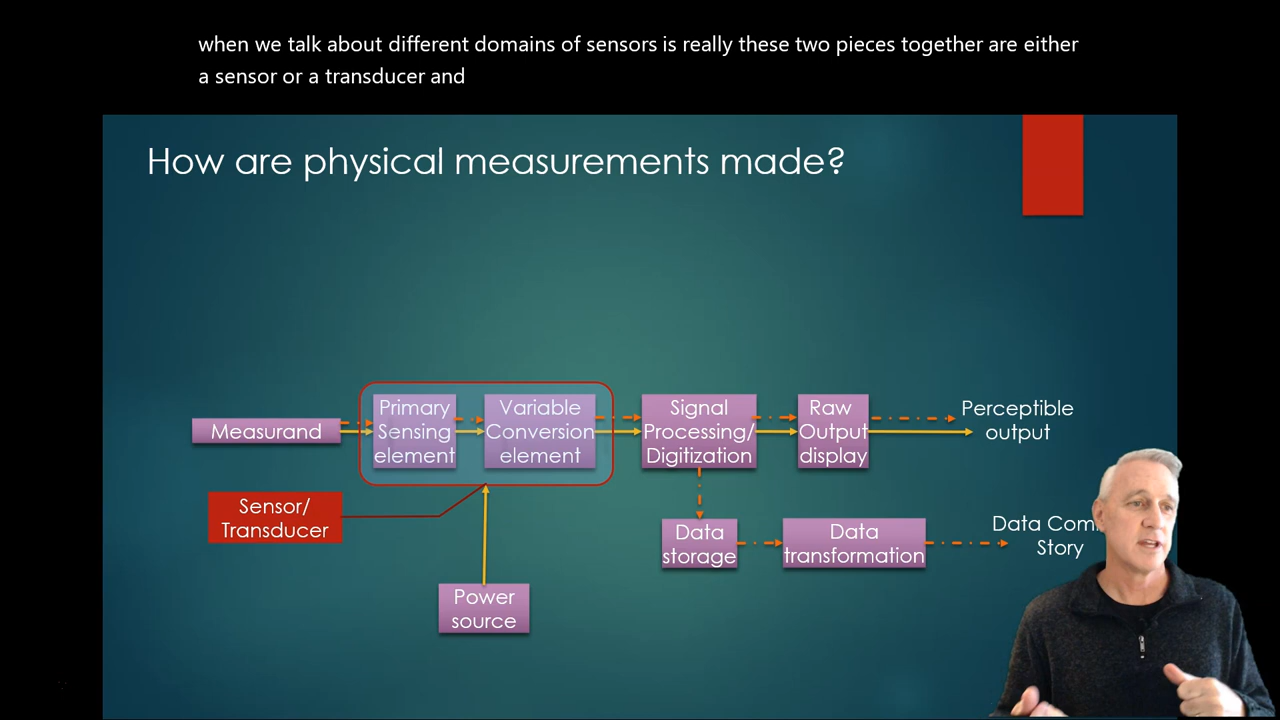 when we talk about different domains of sensors is really these two pieces together are either
a sensor or a transducer and
How are physical measurements made?
Measurand
Primary
Sensing
element
Variable
Conversion
element
Signal
Processing/
Digitization
Raw
Output
display
Perceptible
output
Sensor/
Transducer
Data
storage
Data
transformation
Data Com
Story
Power
source